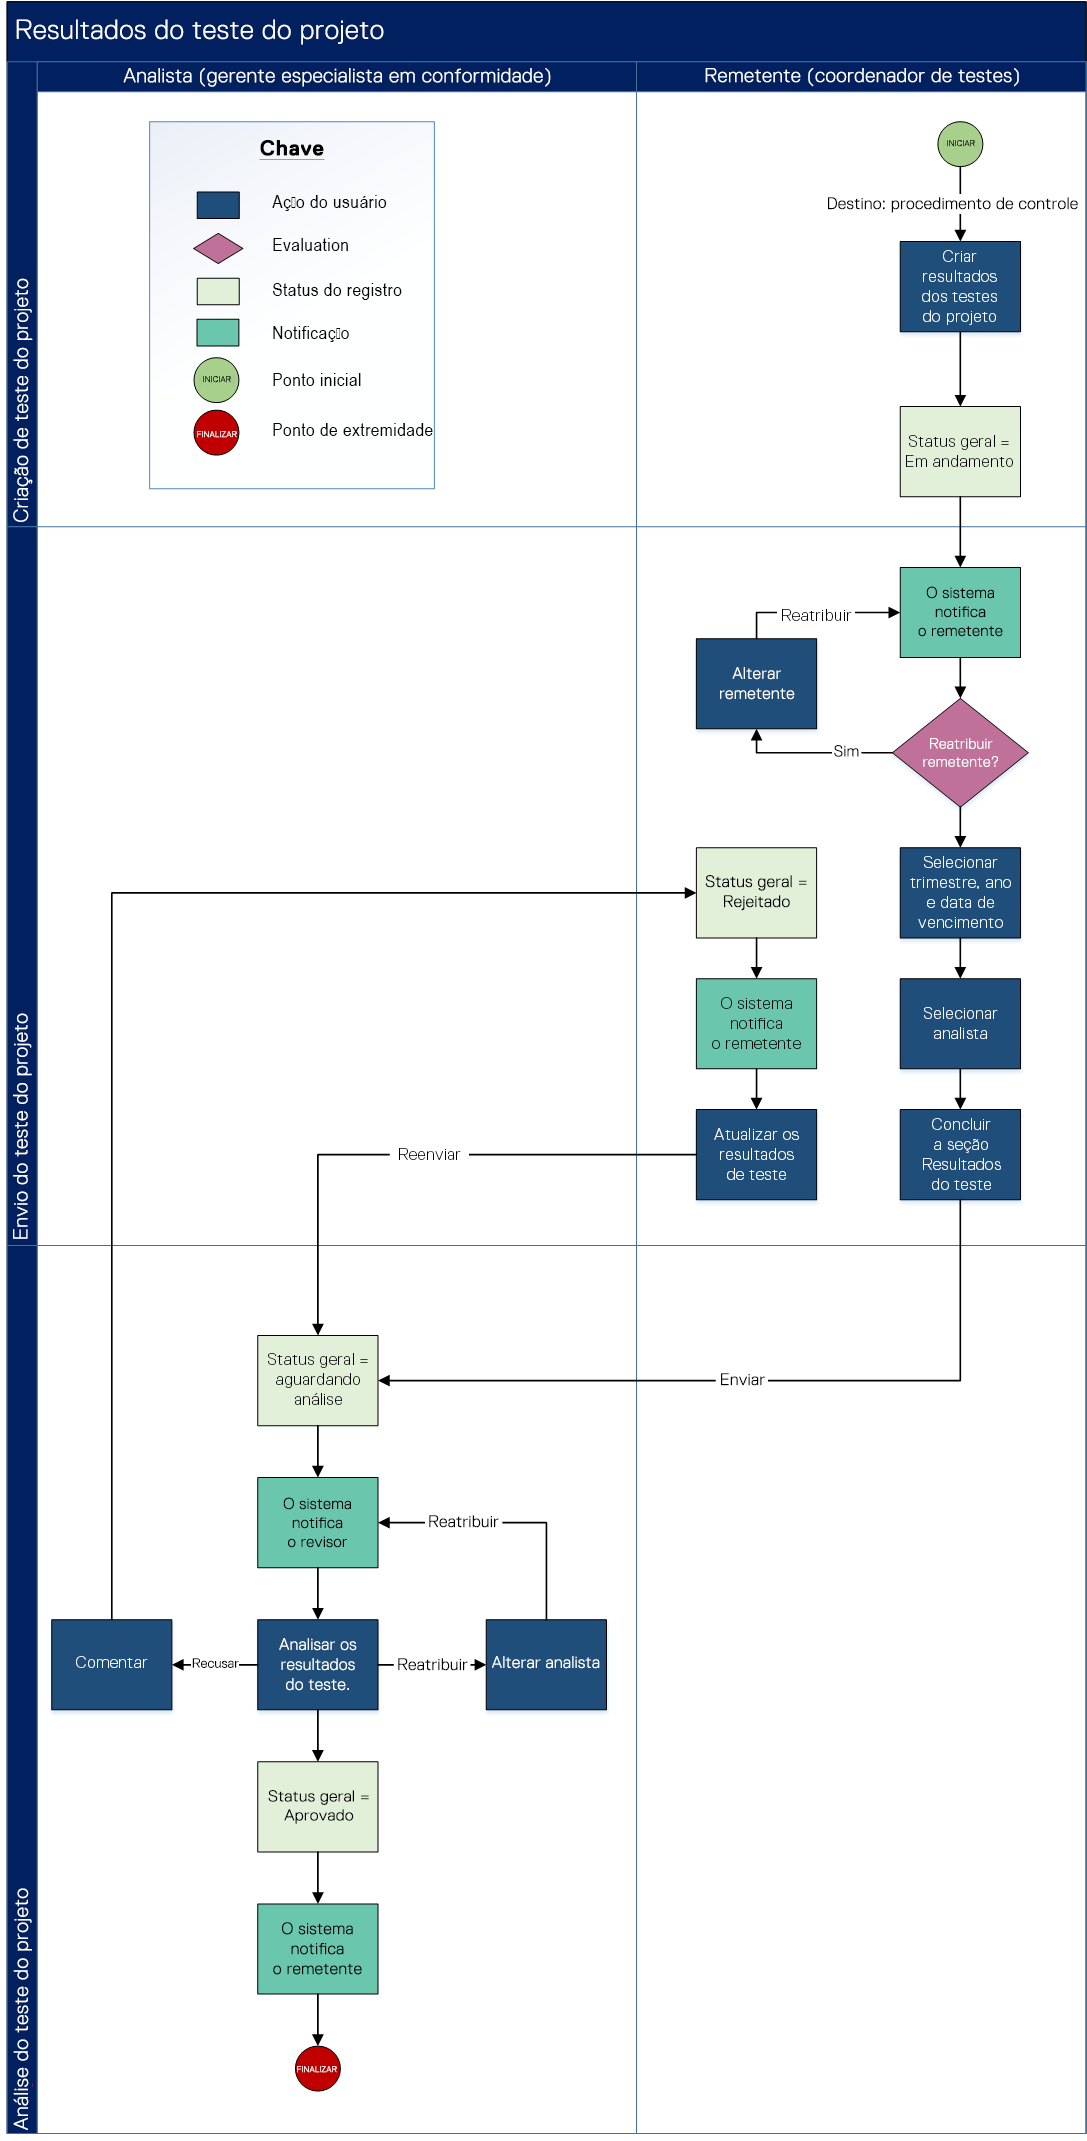 Resultados do teste do projeto
Analista (gerente especialista em conformidade)
Remetente (coordenador de testes)
Criação de teste do projeto
Chave
Aç▯o do usuário
Evaluation
Status do registro
Notificaç▯o
INICIAR
Ponto inicial
FINALIZAR
Ponto de extremidade
INICIAR
Destino: procedimento de controle
Criar
resultados
dos testes
do projeto
Status geral =
Em andamento
Envio do teste do projeto
O sistema
notifica
o remetente
Reatribuir
Alterar
remetente
Sim
Reatribuir
remetente?
Status geral =
Rejeitado
Selecionar
trimestre, ano
e data de
vencimento
O sistema
notifica
o remetente
Selecionar
analista
Atualizar os
resultados
de teste
Concluir
a seção
Resultados
do teste
Reenviar
Análise do teste do projeto
Status geral =
aguardando
análise
Enviar
O sistema
notifica
o revisor
Reatribuir
Comentar
Recusar
Analisar os
resultados
do teste.
Reatribuir
Alterar analista
Status geral =
Aprovado
O sistema
notifica
o remetente
FINALIZAR